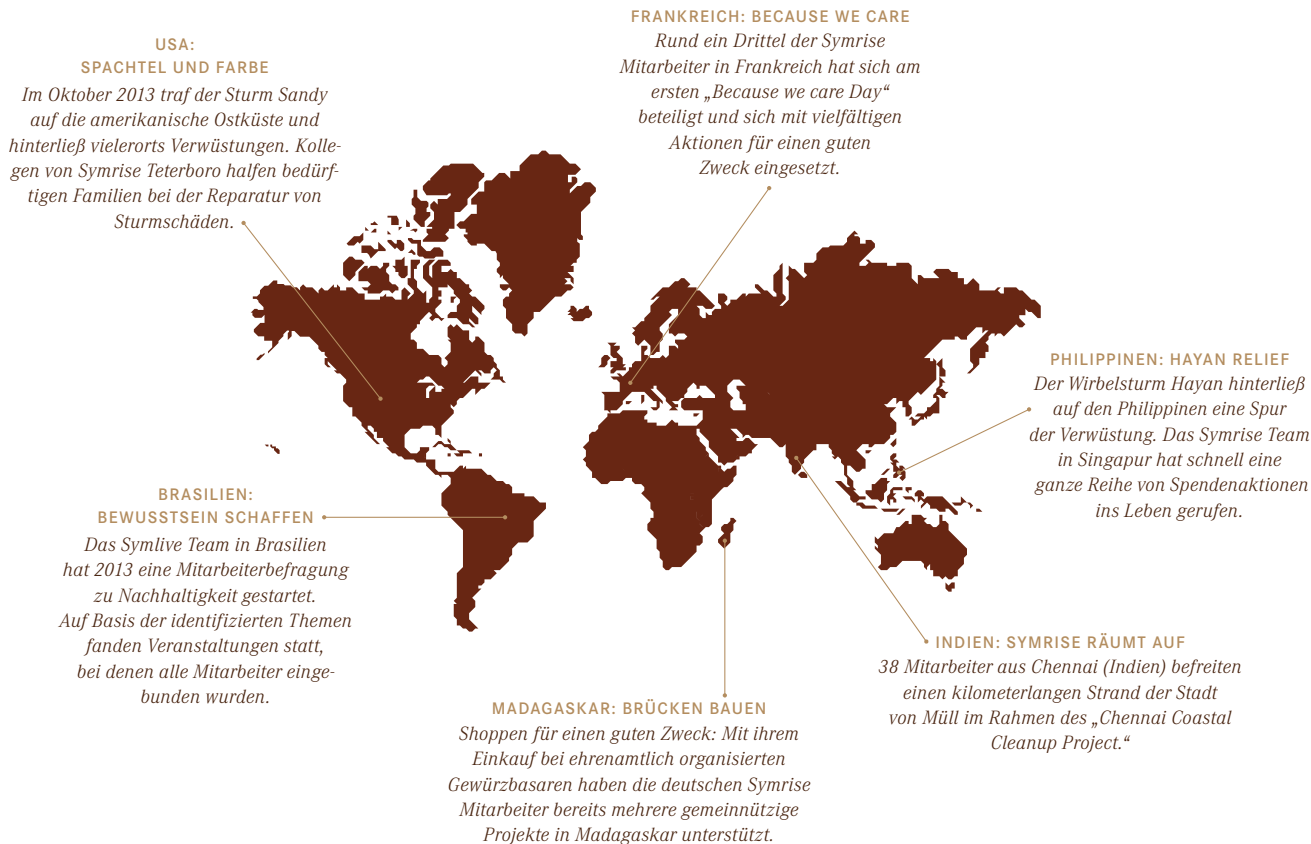 USA:
SPACHTEL UND FARBE
Im Oktober 2013 traf der Sturm Sandy
auf die amerikanische Ostküste und
hinterließ vielerorts Verwüstungen. Kolle-
gen von Symrise Teterboro halfen bedürf-
tigen Familien bei der Reparatur von
Sturmschäden.
FRANKREICH: BECAUSE WE CARE
Rund ein Drittel der Symrise
Mitarbeiter in Frankreich hat sich am
ersten „Because we care Day“
beteiligt und sich mit vielfältigen
Aktionen für einen guten
Zweck eingesetzt.
PHILIPPINEN: HAYAN RELIEF
Der Wirbelsturm Hayan hinterließ
auf den Philippinen eine Spur
der Verwüstung. Das Symrise Team
in Singapur hat schnell eine
ganze Reihe von Spendenaktionen
ins Leben gerufen.
BRASILIEN:
BEWUSSTSEIN SCHAFFEN
Das Symlive Team in Brasilien
hat 2013 eine Mitarbeiterbefragung
zu Nachhaltigkeit gestartet.
Auf Basis der identifizierten Themen
fanden Veranstaltungen statt,
bei denen alle Mitarbeiter einge-
bunden wurden.
INDIEN: SYMRISE RÄUMT AUF
38 Mitarbeiter aus Chennai (Indien) befreiten
einen kilometerlangen Strand der Stadt
von Müll im Rahmen des „Chennai Coastal
Cleanup Project.“
MADAGASKAR: BRÜCKEN BAUEN
Shoppen für einen guten Zweck: Mit ihrem
Einkauf bei ehrenamtlich organisierten
Gewürzbasaren haben die deutschen Symrise
Mitarbeiter bereits mehrere gemeinnützige
Projekte in Madagaskar unterstützt.